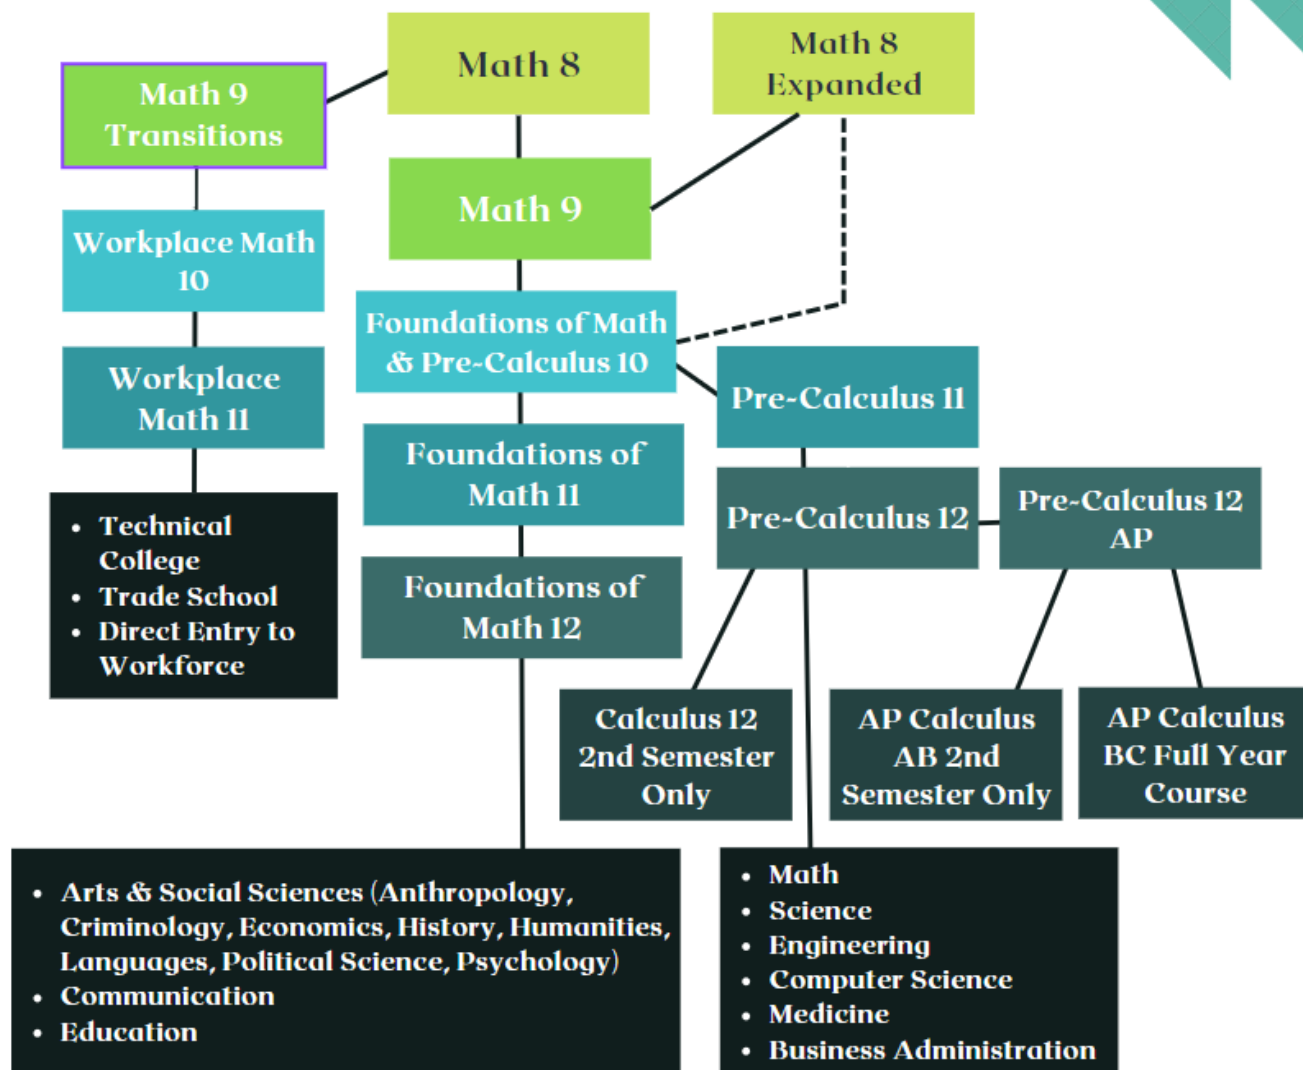 Math 8
Math 8
Expanded
Math 9
Transitions
Math 9
Workplace Math
10
Foundations of Math
& Pre-Calculus 10
Workplace
Math 11
Pre-Calculus 11
Foundations of
Math 11
Pre-Calculus 12
Pre-Calculus 12
AP
• Technical
College
• Trade School
• Direct Entry to
Workforce
Foundations of
Math 12
Calculus 12
2nd Semester
Only
AP Calculus
AB 2nd
Semester Only
AP Calculus
BC Full Year
Course
• Arts & Social Sciences (Anthropology,
Criminology, Economics, History, Humanities,
Languages, Political Science, Psychology)
• Communication
• Education
• Math
• Science
• Engineering
• Computer Science
• Medicine
• Business Administration